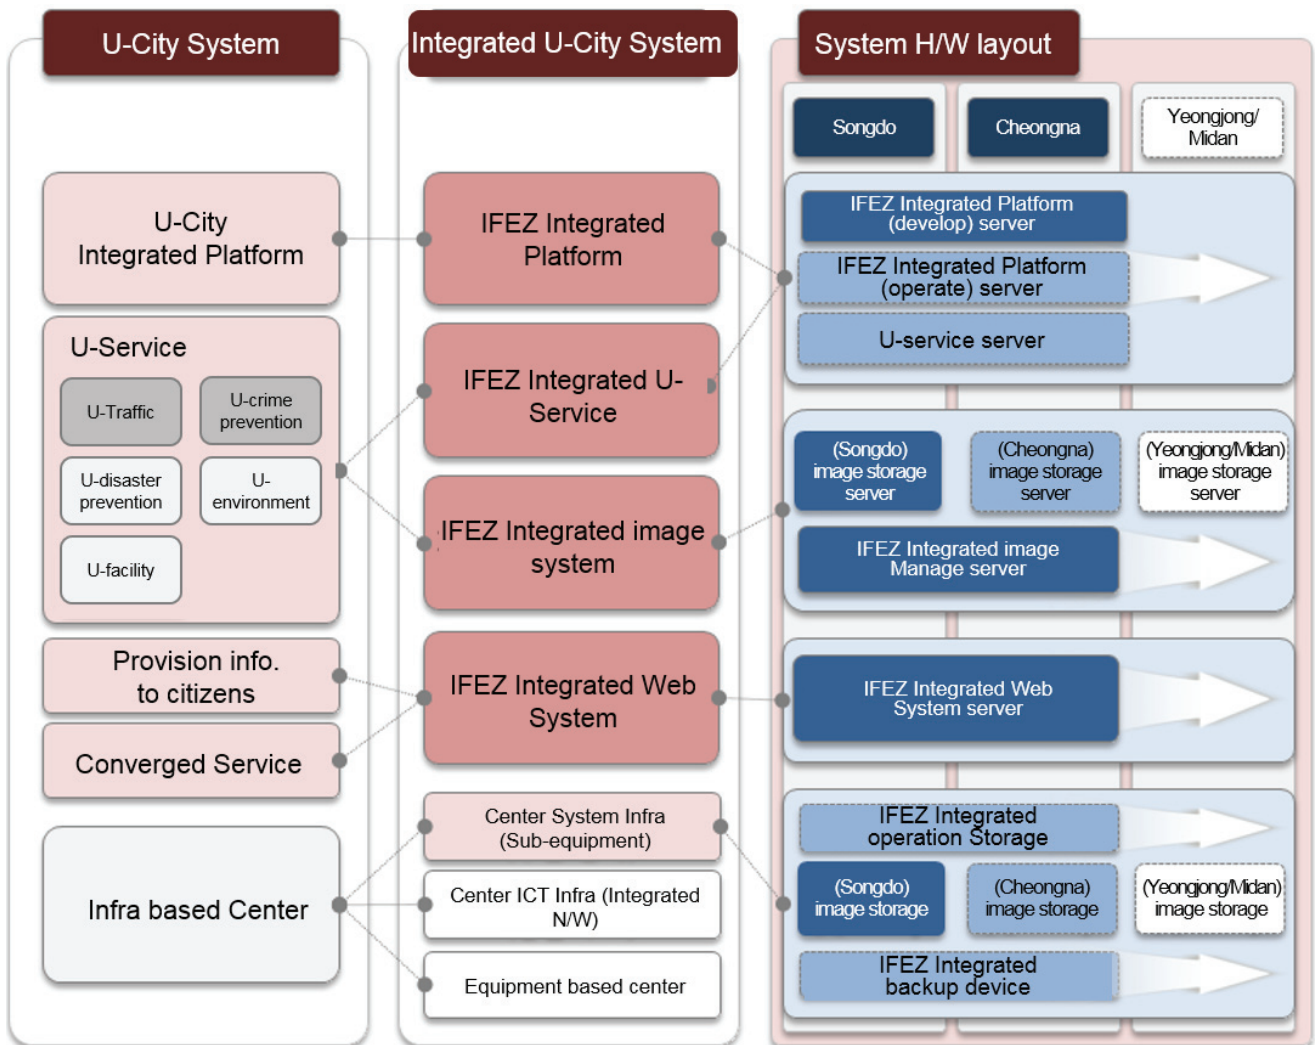 U-City System
Integrated U-City System
System H/W layout
Songdo
Cheongna
Yeongjong/
Midan
U-City
Integrated Platform
IFEZ Integrated
Platform
IFEZ Integrated Platform
(develop) server
IFEZ Integrated Platform
(operate) server
U-service server
U-Service
U-Traffic
U-crime
prevention
U-disaster
prevention
U-
environment
U-facility
IFEZ Integrated U-
Service
IFEZ Integrated image
system
(Songdo)
image storage
server
(Cheongna)
image storage
server
(Yeongjong/Midan)
image storage
server
IFEZ Integrated image
Manage server
Provision info.
to citizens
Converged Service
IFEZ Integrated Web
System
IFEZ Integrated Web
System server
Infra based Center
Center System Infra
(Sub-equipment)
Center ICT Infra (Integrated
N/W)
Equipment based center
IFEZ Integrated
operation Storage
(Songdo)
image storage
(Cheongna)
image storage
(Yeongjong/Midan)
image storage
IFEZ Integrated
backup device